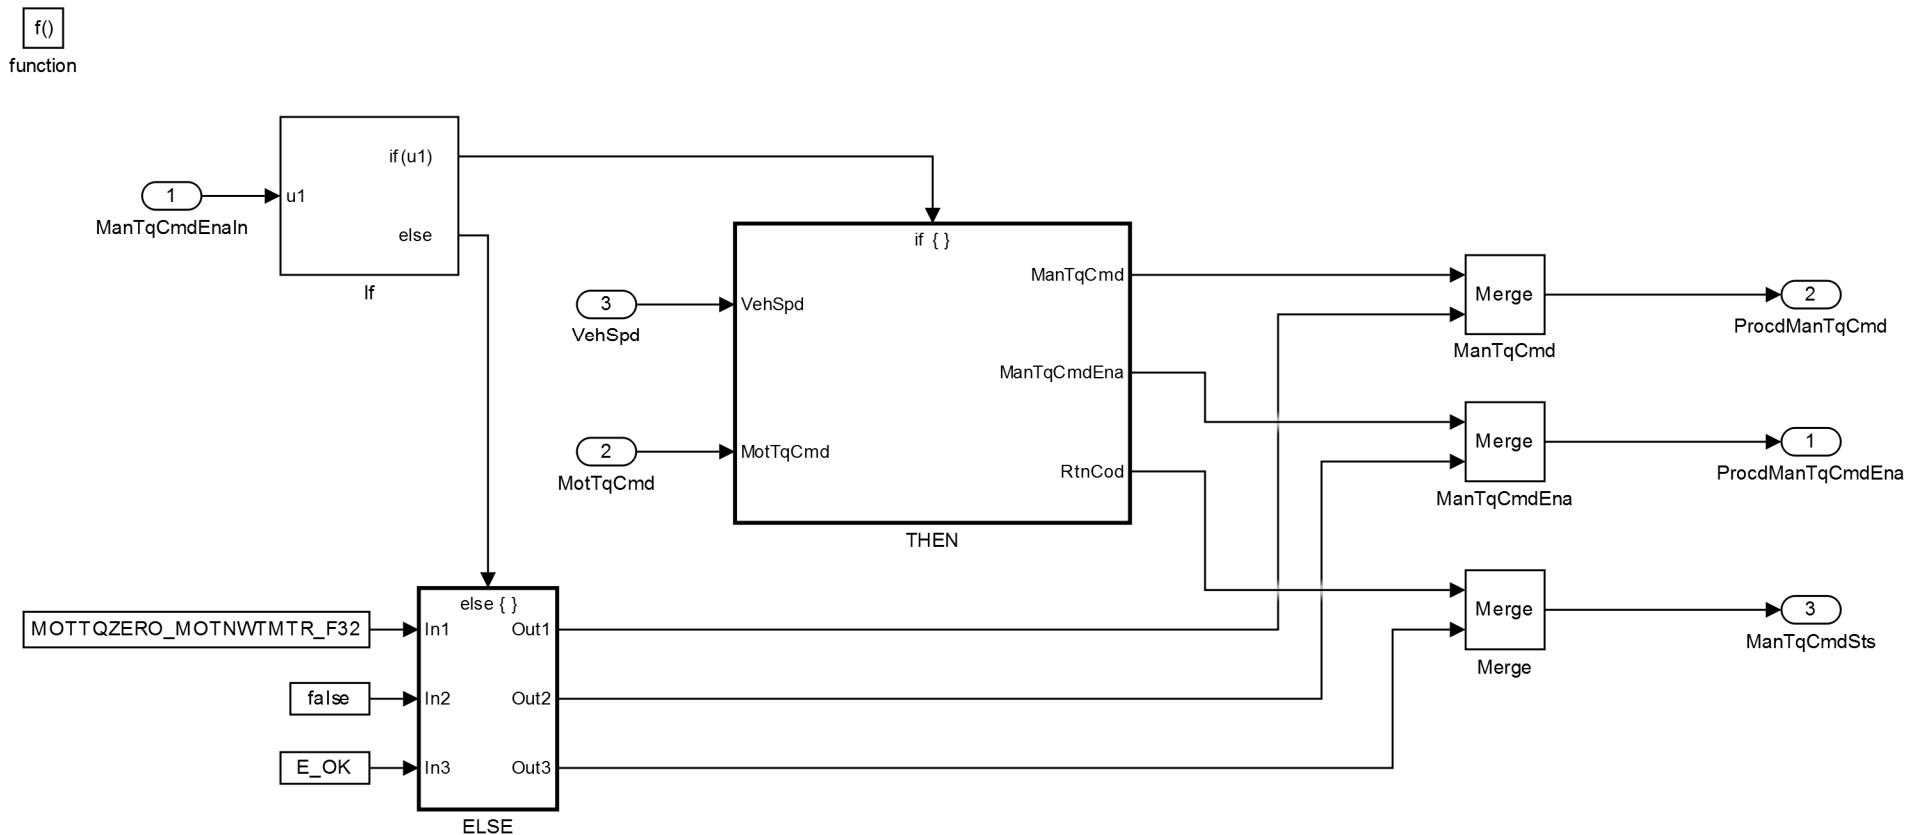 f()
function
if(u1)
1
u1
ManTqCmdEnaIn
else
If
if { }
ManTqCmd
3
VehSpd
VehSpd
Merge
2
ManTqCmd
ProcdManTqCmd
ManTqCmdEna
2
MotTqCmd
MotTqCmd
Merge
1
ManTqCmdEna
ProcdManTqCmdEna
RtnCod
THEN
else { }
MOTTQZERO_MOTNWTMTR_F32
In1
Out1
Merge
3
Merge
ManTqCmdSts
false
In2
Out2
E_OK
In3
Out3
ELSE